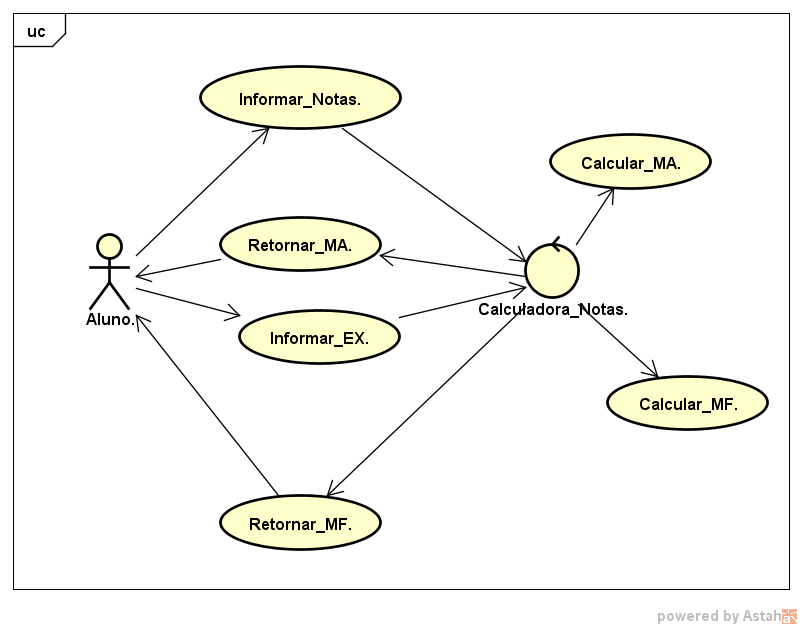 uc
Informar_Notas.
Calcular_MA.
Retornar_MA.
Aluno.
Calculadora_Notas.
Informar_EX.
Calcular_MF.
Retornar_MF.
powered by Astah